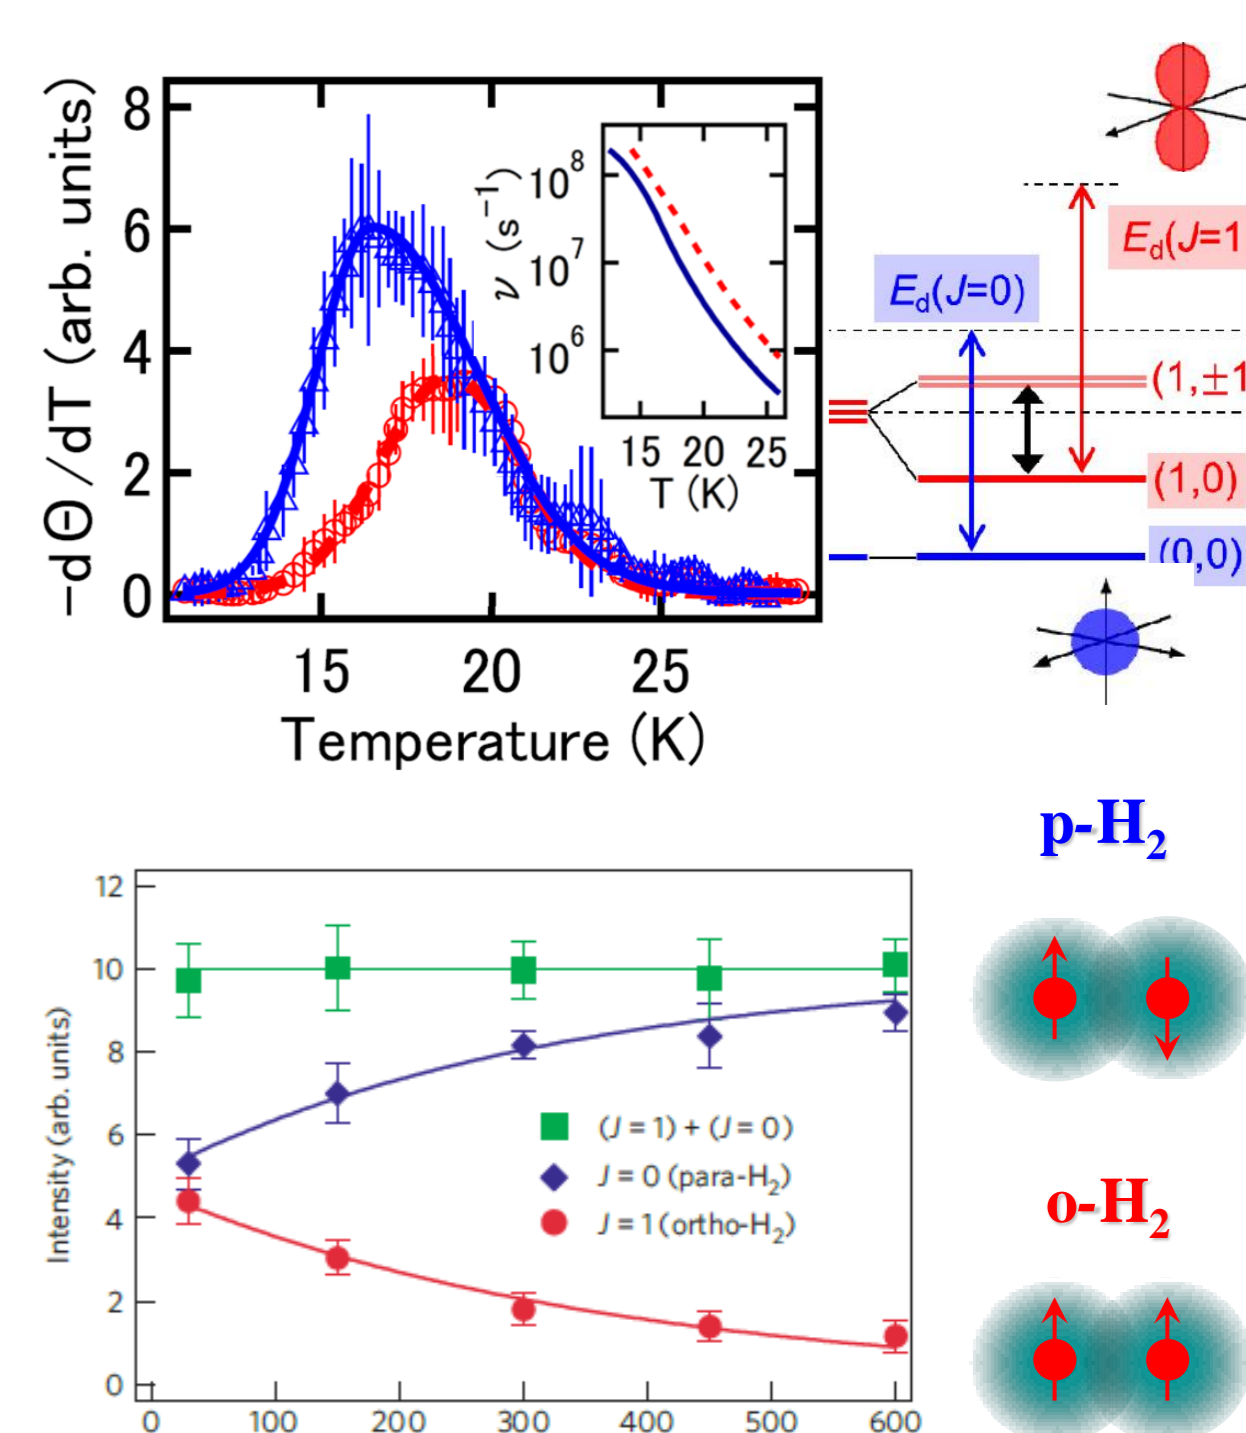 −dΘ/dT (arb. units)
8
6
4
2
0
15 20 25
Temperature (K)
ν (s⁻¹)
10⁸
10⁷
10⁶
15 20 25
T (K)
E_d(J=0)
E_d(J=1
(1,±1
(1,0)
(0,0)
p-H₂
o-H₂
Intensity (arb. units)
12
10
8
6
4
2
0
(J = 1) + (J = 0)
J = 0 (para-H₂)
J = 1 (ortho-H₂)
0 100 200 300 400 500 600